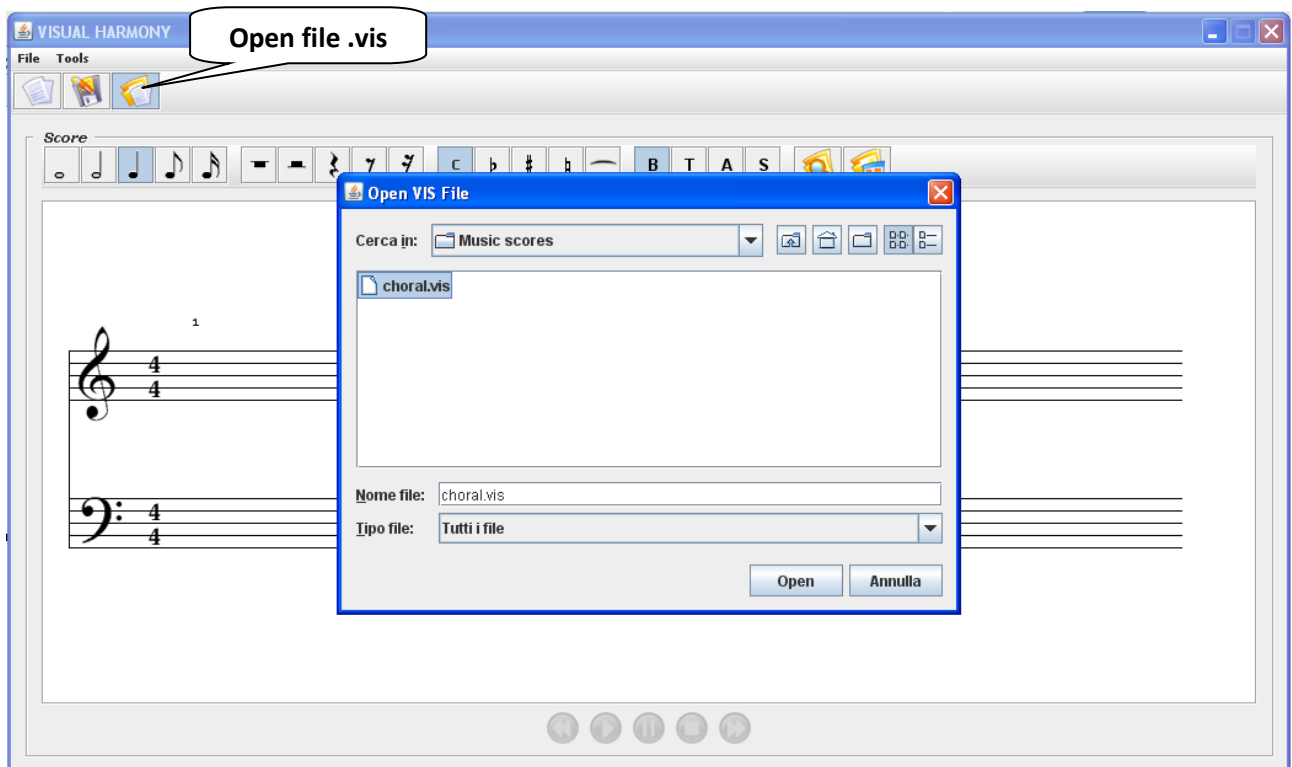 VISUAL HARMONY
Open file .vis
File Tools
Score
C B T A S
Open VIS File
Cerca in: Music scores
choral.vis
1
4
4
4
4
Nome file: choral.vis
Tipo file: Tutti i file
Open Annulla